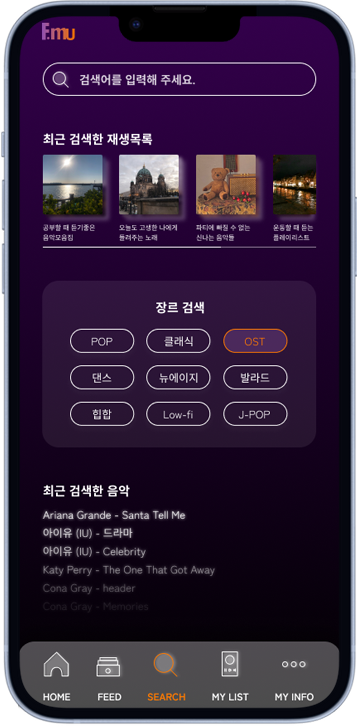 Emu
검색어를 입력해 주세요.
최근 검색한 재생목록
공부할 때 듣기좋은
음악모음집
오늘도 고생한 나에게
들려주는 노래
파티에 빠질 수 없는
신나는 음악들
운동할 때 듣는
플레이리스트
장르 검색
POP
클래식
OST
댄스
뉴에이지
발라드
힙합
Low-fi
J-POP
최근 검색한 음악
Ariana Grande - Santa Tell Me
아이유 (IU) - 드라마
아이유 (IU) - Celebrity
Katy Perry - The One That Got Away
Cona Gray - header
Cona Gray - Memories
HOME
FEED
SEARCH
MY LIST
MY INFO